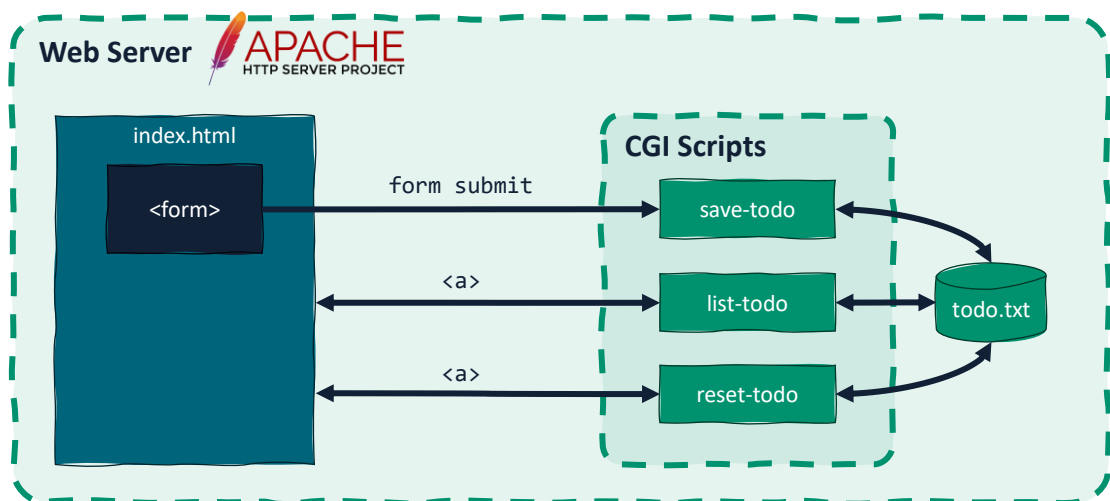 Web Server
APACHE
HTTP SERVER PROJECT
index.html
<form>
form submit
<a>
<a>
CGI Scripts
save-todo
list-todo
reset-todo
todo.txt